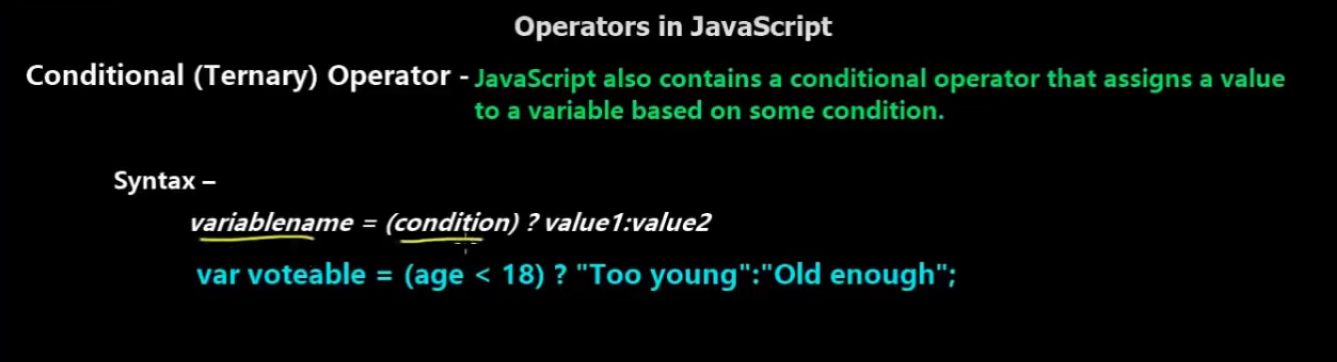 Operators in JavaScript
Conditional (Ternary) Operator - JavaScript also contains a conditional operator that assigns a value
to a variable based on some condition.
Syntax –
variablename = (condition) ? value1:value2
var voteable = (age < 18) ? "Too young":"Old enough";